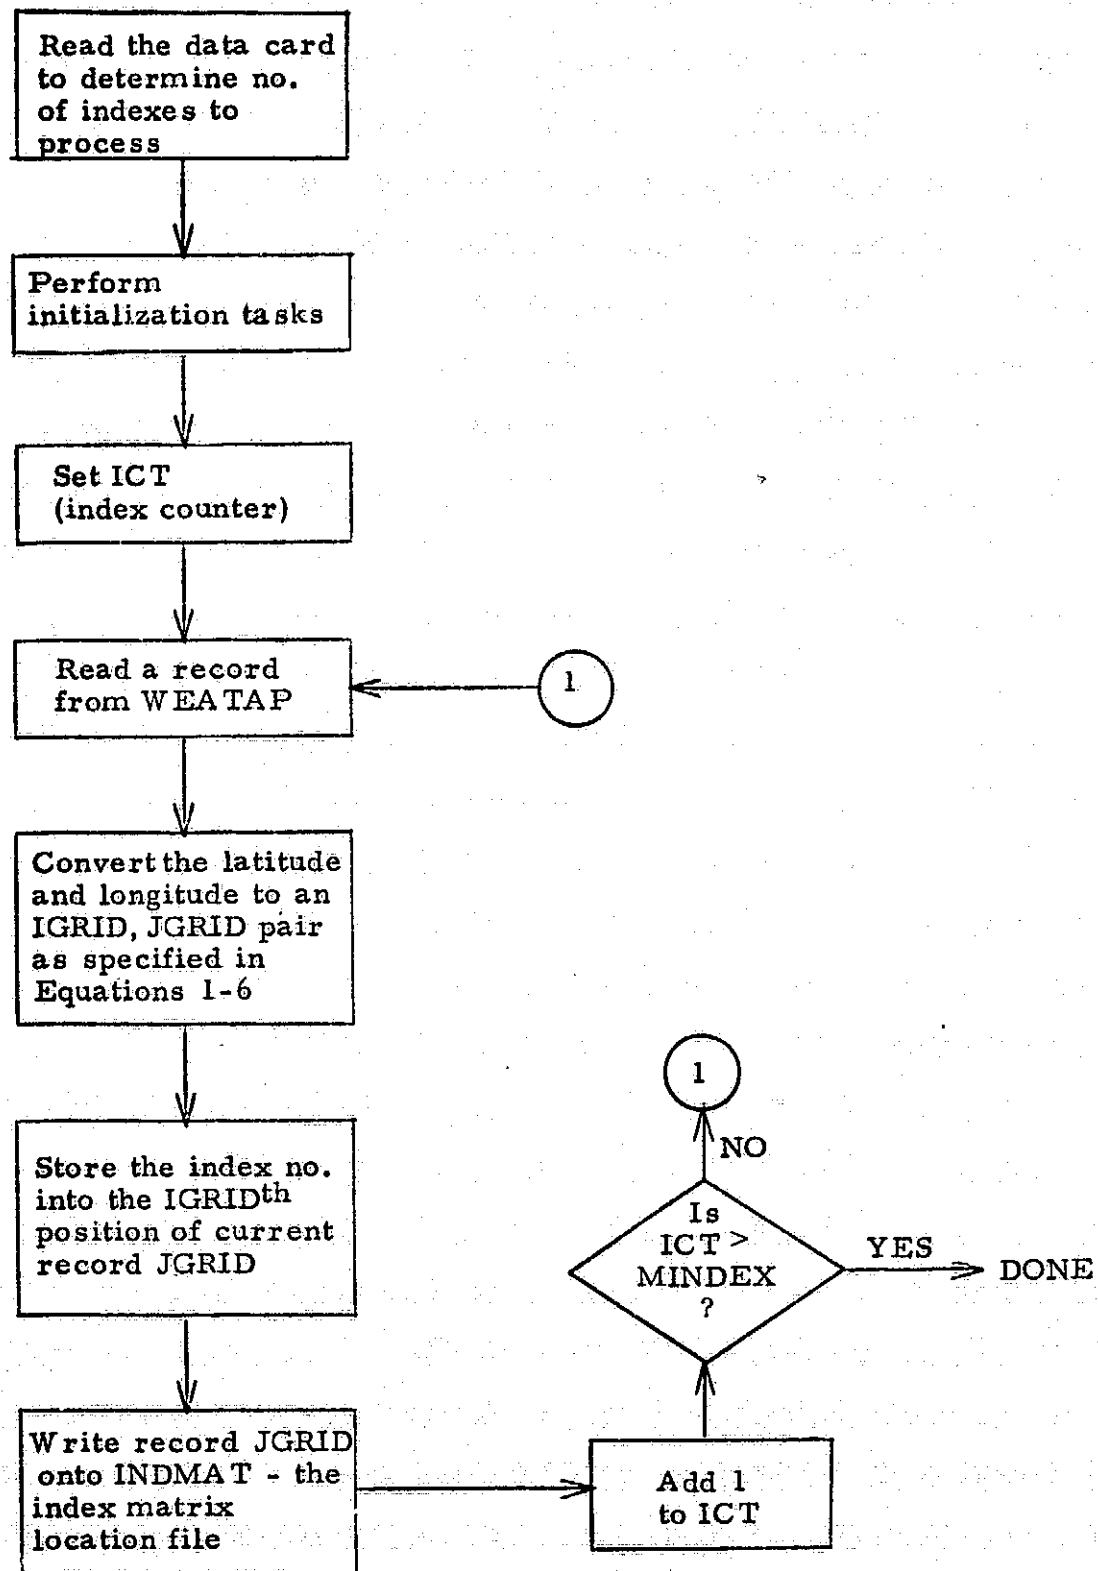 Read the data card
to determine no.
of indexes to
process
Perform
initialization tasks
Set ICT
(index counter)
Read a record
from WEATAP
1
Convert the latitude
and longitude to an
IGRID, JGRID pair
as specified in
Equations 1-6
Store the index no.
into the IGRIDth
position of current
record JGRID
Write record JGRID
onto INDMAT - the
index matrix
location file
Add 1
to ICT
Is
ICT >
MINDEX
?
NO
1
YES
DONE